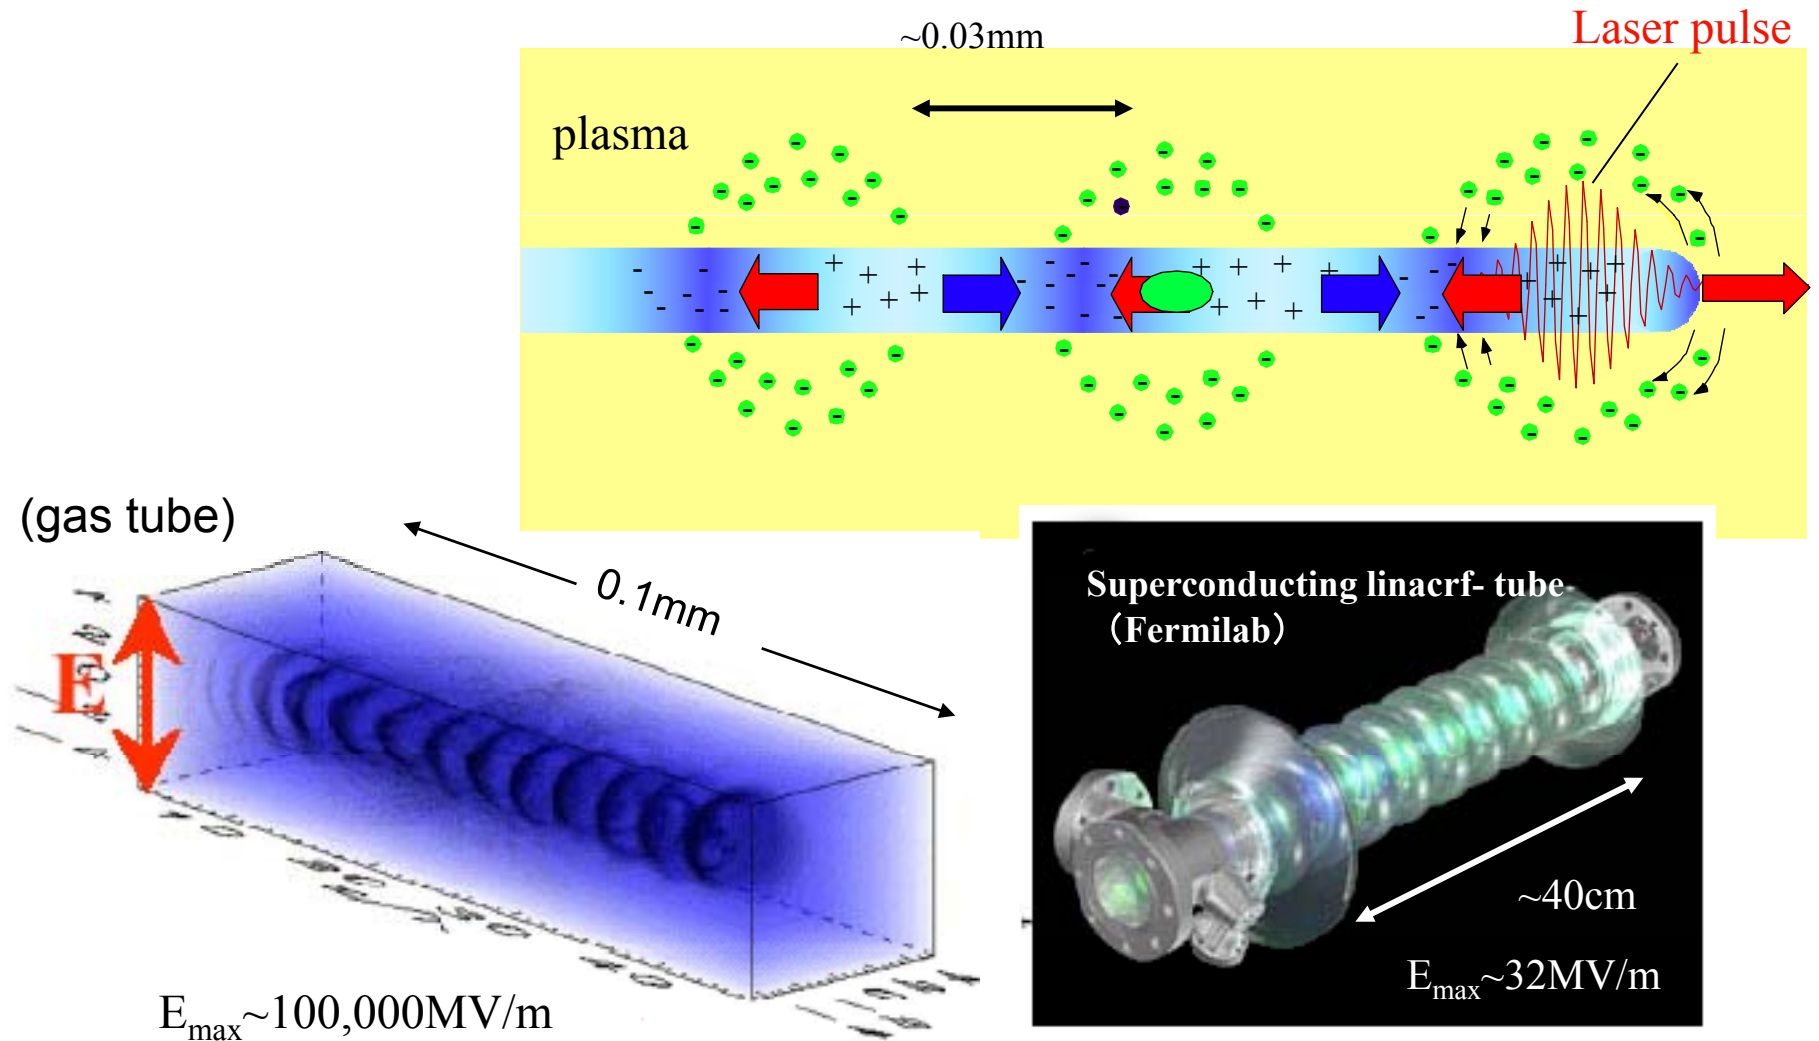 ~0.03mm
Laser pulse
plasma
(gas tube)
0.1mm
E
Superconducting linacrf- tube
（Fermilab）
~40cm
Emax~32MV/m
Emax~100,000MV/m